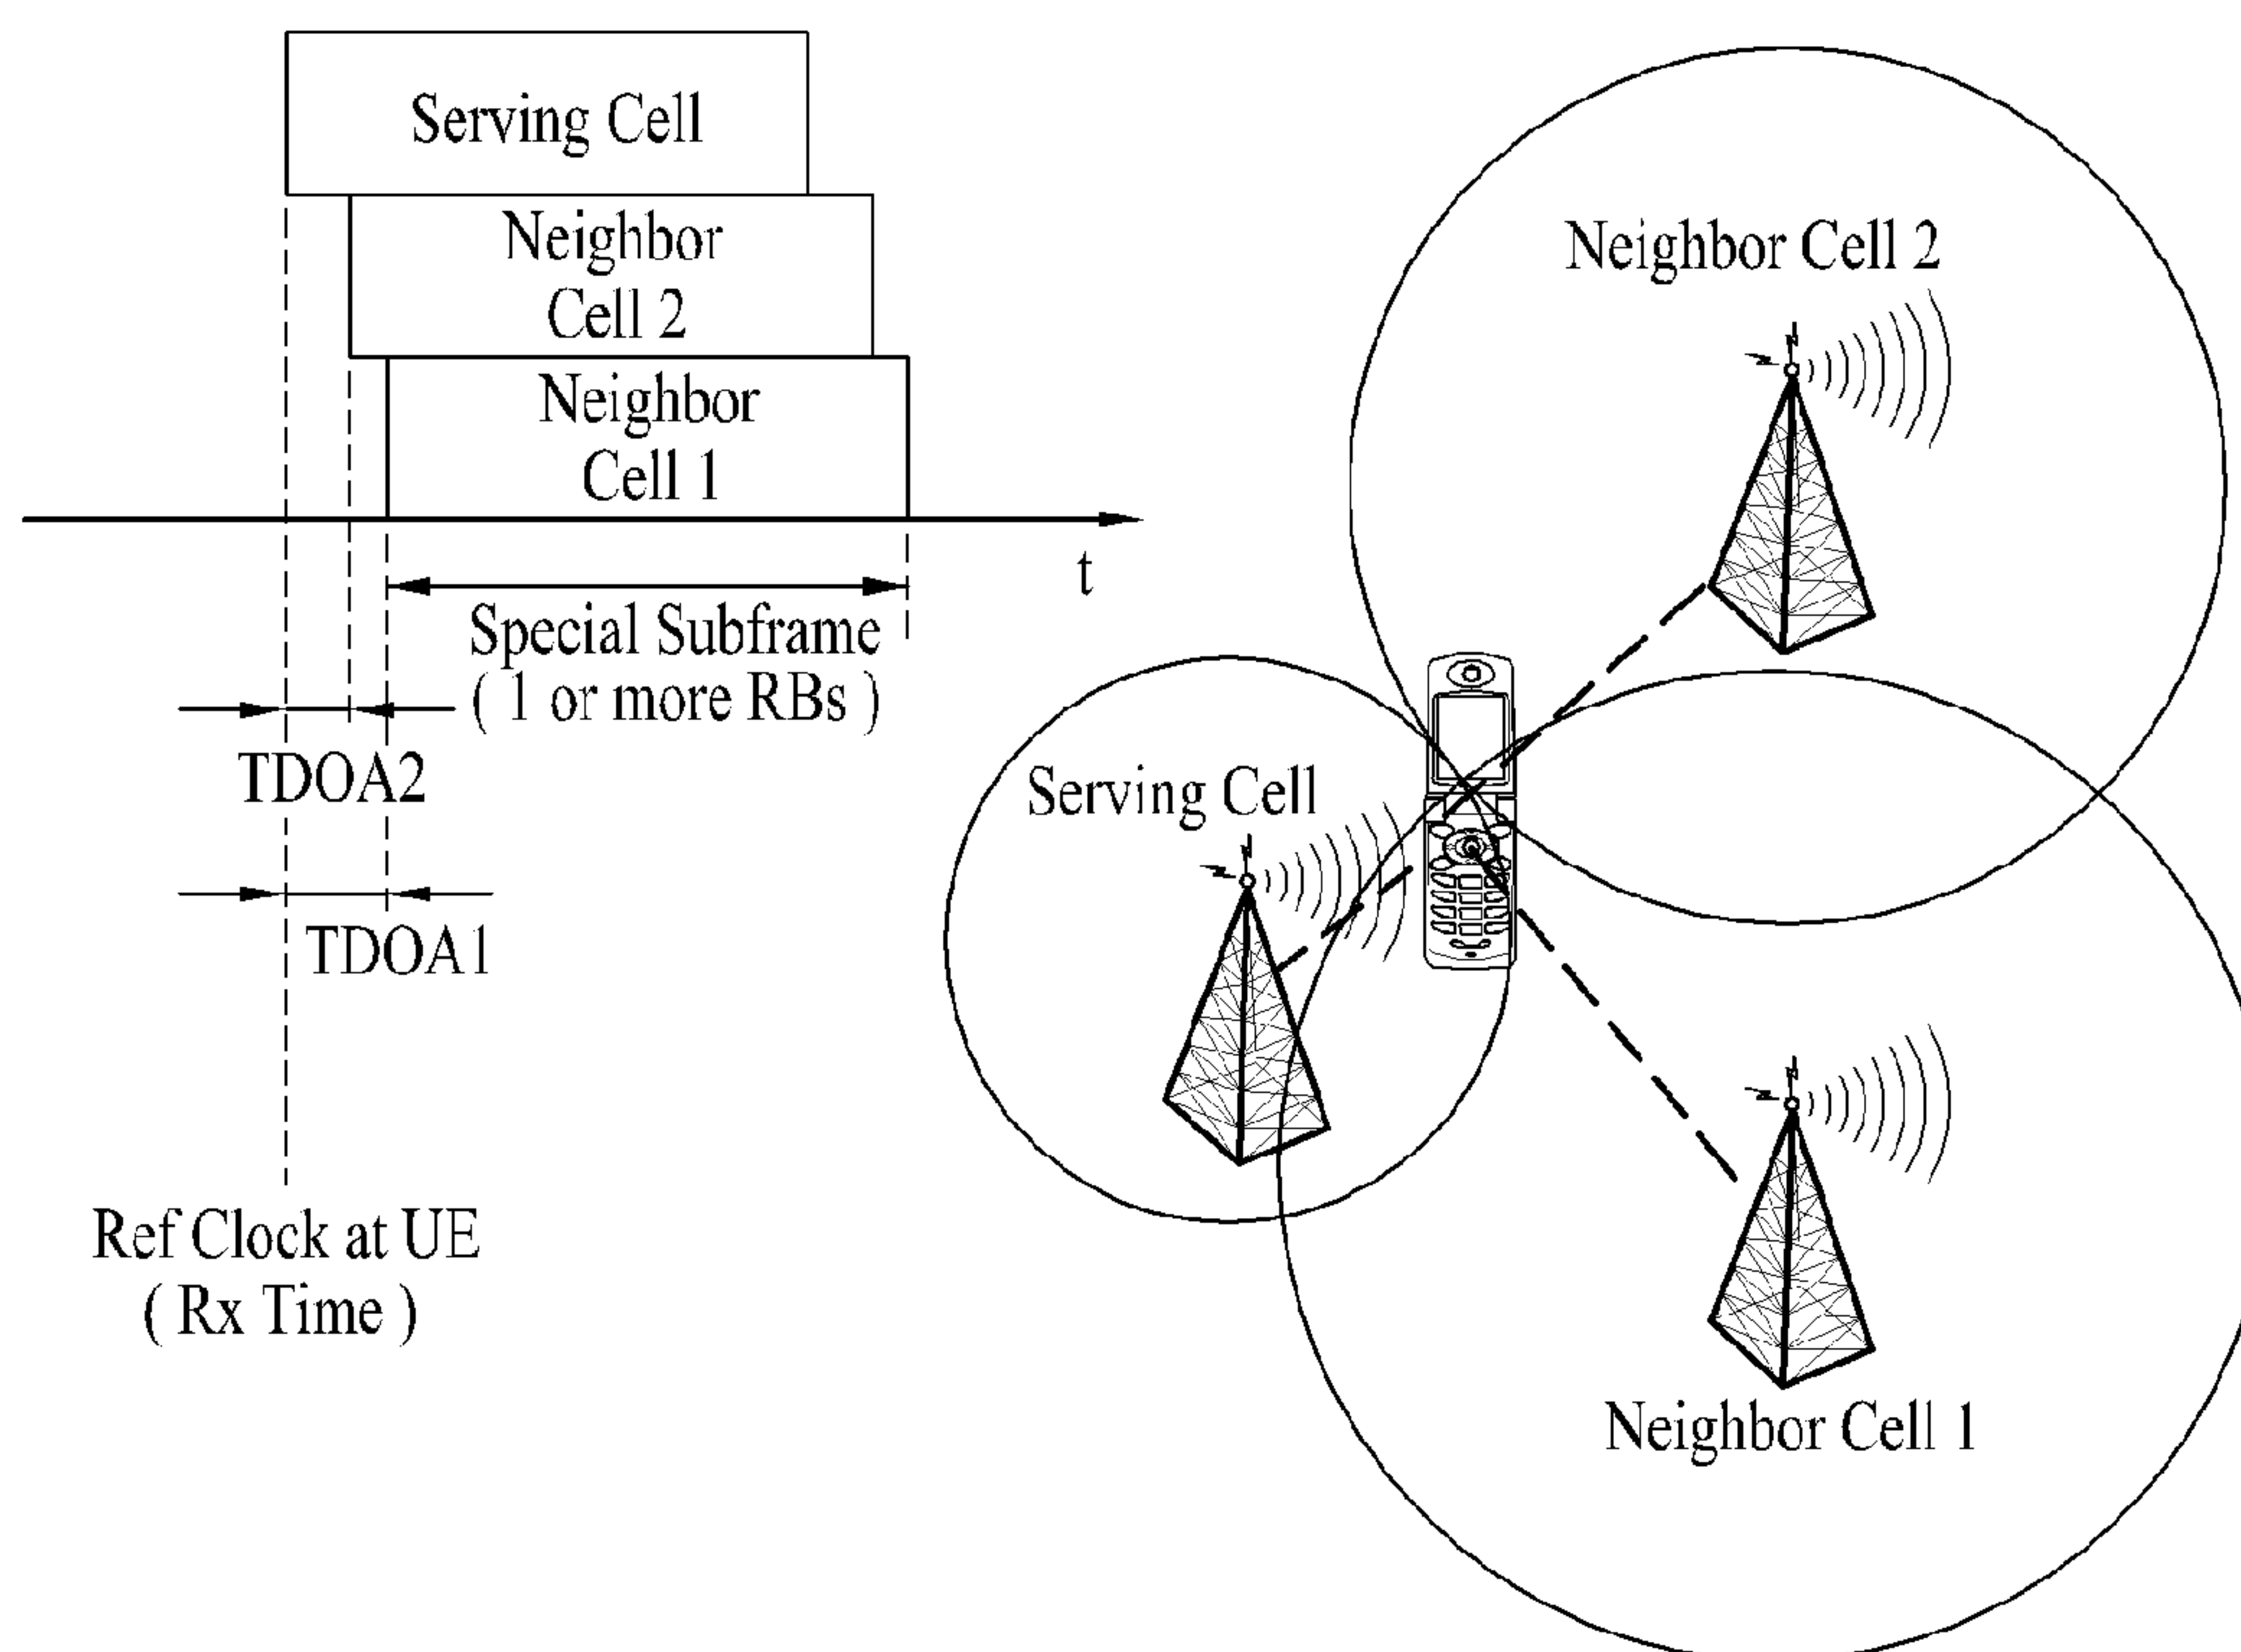 Serving Cell
Neighbor
Cell 2
Neighbor
Cell 1
t
Special Subframe
( 1 or more RBs )
TDOA2
TDOA1
Ref Clock at UE
( Rx Time )
Neighbor Cell 2
Serving Cell
Neighbor Cell 1